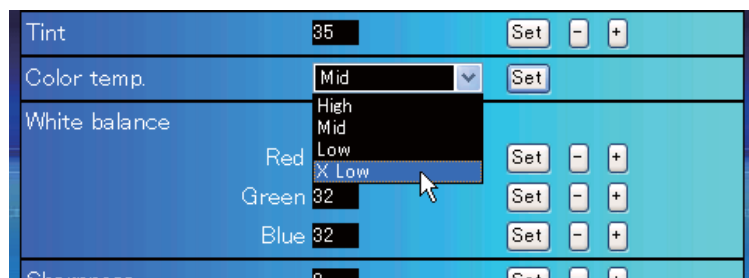 Tint 35 Set - +
Color temp. Mid Set
High
White balance Mid
Low
Red X Low Set - +
Green 32 Set - +
Blue 32 Set - +